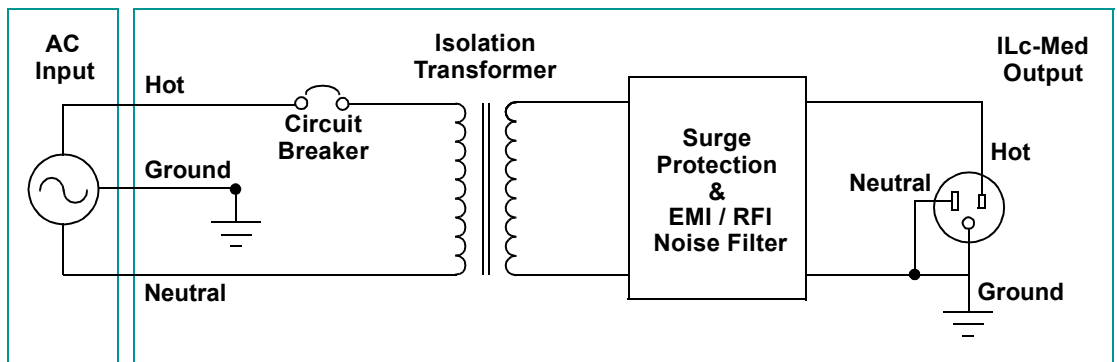 AC
Input
Hot
Ground
Neutral
Circuit
Breaker
Isolation
Transformer
Surge
Protection
&
EMI / RFI
Noise Filter
ILc-Med
Output
Hot
Neutral
Ground